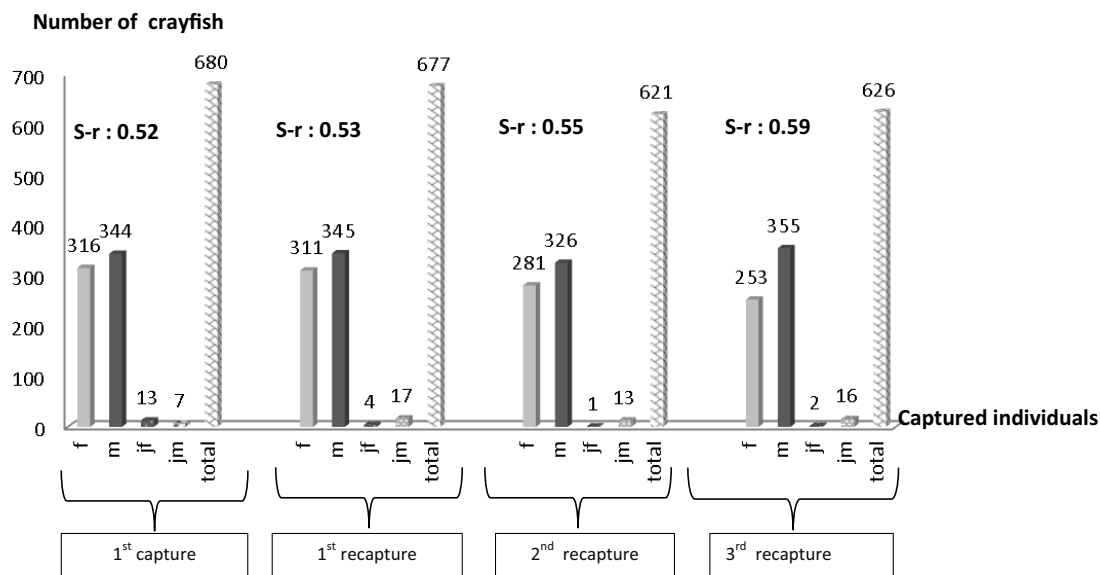 Number of crayfish
680 677 621 626
700
600
500
400
300
200
100
0
S-r : 0.52 S-r : 0.53 S-r : 0.55 S-r : 0.59
316 344 13 7
311 345 4 17
281 326 1 13
253 355 2 16
Captured individuals
f m jf jm total
f m jf jm total
f m jf jm total
f m jf jm total
1st capture
1st recapture
2nd recapture
3rd recapture